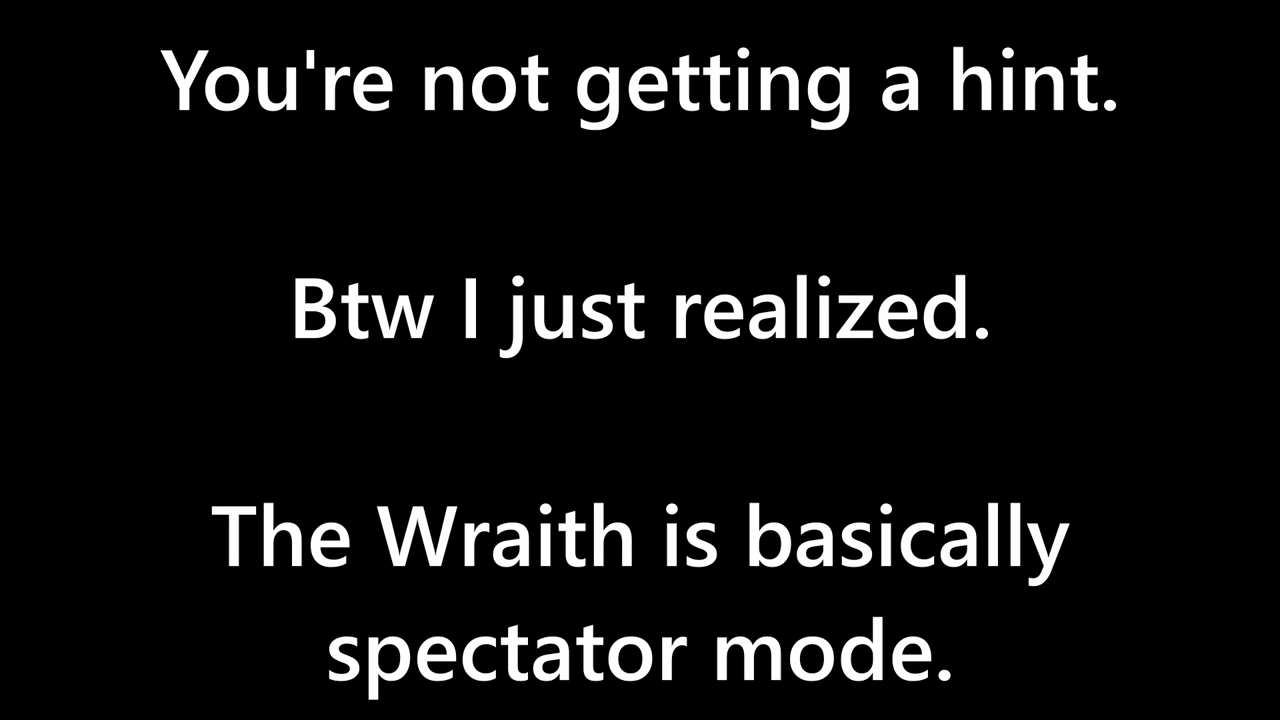 You're not getting a hint.
Btw I just realized.
The Wraith is basically
spectator mode.